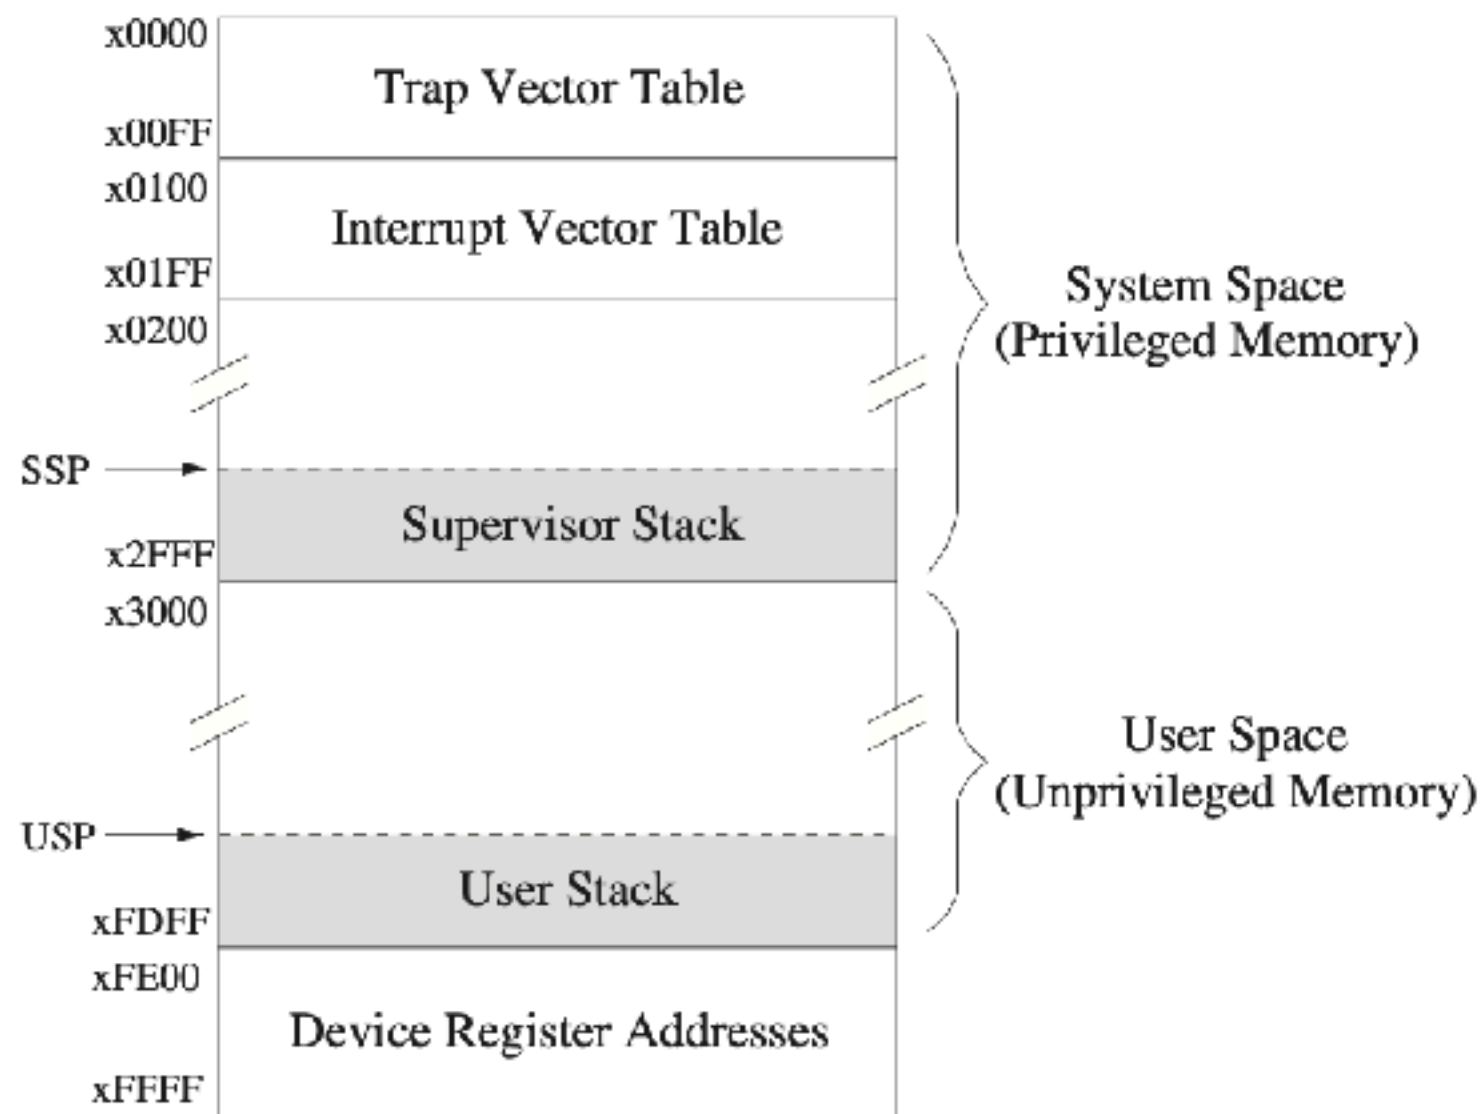 x0000
Trap Vector Table
x00FF
x0100
Interrupt Vector Table
x01FF
System Space
(Privileged Memory)
x0200
SSP
Supervisor Stack
x2FFF
x3000
User Space
(Unprivileged Memory)
USP
User Stack
xFDFF
xFE00
Device Register Addresses
xFFFF